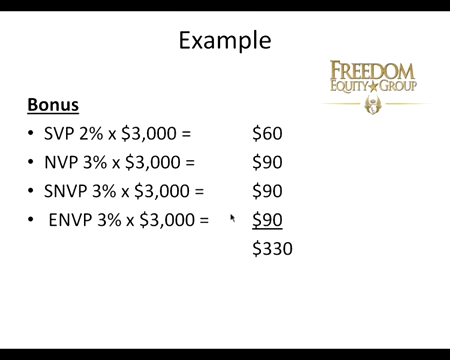 Example
FREEDOM
EQUITY GROUP
Bonus
• SVP 2% x $3,000 = $60
• NVP 3% x $3,000 = $90
• SNVP 3% x $3,000 = $90
• ENVP 3% x $3,000 = $90
$330